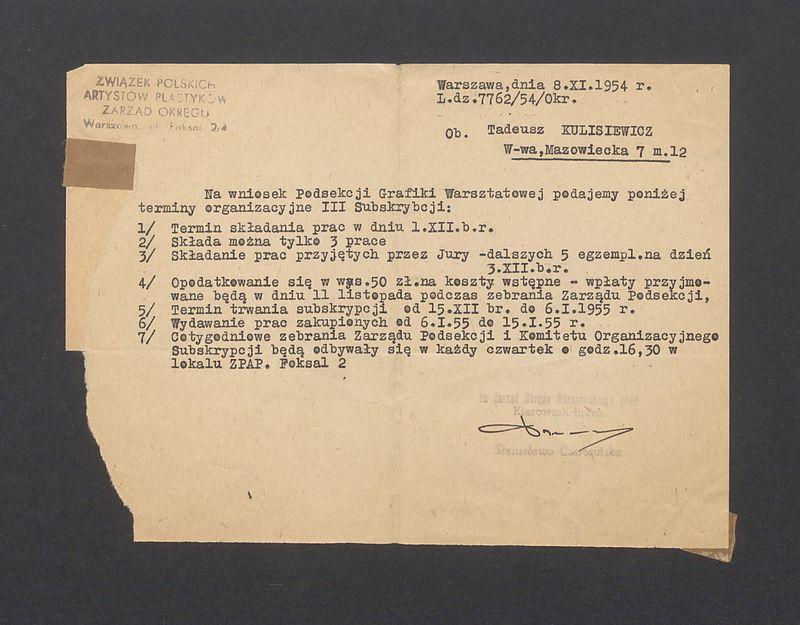 ZWIĄZEK POLSKICH
ARTYSTÓW PLASTYKÓW
ZARZĄD OKRĘGU
Warszawa, ul. Foksal 2/4
Warszawa,dnia 8.XI.1954 r.
L.dz.7762/54/Okr.
Ob. Tadeusz KULISIEWICZ
W-wa,Mazowiecka 7 m.12
Na wniosek Podsekcji Grafiki Warsztatowej podajemy poniżej
terminy organizacyjne III Subskrybcji:
1/ Termin składania prac w dniu 1.XII.b.r.
2/ Składa można tylko 3 prace
3/ Składanie prac przyjętych przez Jury -dalszych 5 egzempl.na dzień
3.XII.b.r.
4/ Opodatkowanie się w wys.50 zł.na koszty wstępne - wpłaty przyjmo-
wane będą w dniu 11 listopada podczas zebrania Zarządu Podsekcji,
5/ Termin trwania subskrypcji od 15.XII br. do 6.I.1955 r.
6/ Wydawanie prac zakupionych od 6.I.55 do 15.I.55 r.
7/ Cotygodniowe zebrania Zarządu Podsekcji i Komitetu Organizacyjnego
Subskrypcji będą odbywały się w każdy czwartek o godz.16,30 w
lokalu ZPAP. Foksal 2
za Zarząd Okręgu Warszawskiego
Kierownik Biura
Stanisława